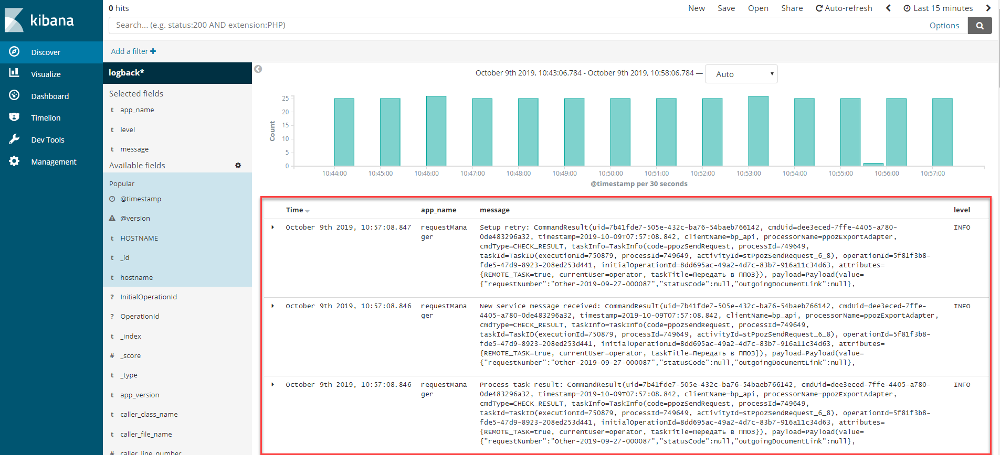 kibana
Discover
Visualize
Dashboard
Timelion
Dev Tools
Management
0 hits
New Save Open Share Auto-refresh Last 15 minutes
Search... (e.g. status:200 AND extension:PHP)
Options
Add a filter +
logback*
Selected fields
t app_name
t level
t message
Available fields
Popular
@timestamp
@version
t HOSTNAME
t _id
t hostname
? InitialOperationId
? OperationId
t _index
# _score
t _type
t app_version
t caller_class_name
t caller_file_name
# caller_line_number
October 9th 2019, 10:43:06.784 - October 9th 2019, 10:58:06.784 —
Auto
Count
25
20
15
10
5
0
10:44:00 10:45:00 10:46:00 10:47:00 10:48:00 10:49:00 10:50:00 10:51:00 10:52:00 10:53:00 10:54:00 10:55:00 10:56:00 10:57:00
@timestamp per 30 seconds
Time app_name message level
October 9th 2019, 10:57:08.847 requestMana Setup retry: CommandResult(uid=7b41fde7-505e-432c-ba76-54baeb766142, cmdUid=dee3eced-7ffe-4405-a780- INFO
ger 0de483296a32, timestamp=2019-10-09T07:57:08.842, clientName=bp_api, processorName=ppozExportAdapter,
cmdType=CHECK_RESULT, taskInfo=TaskInfo(code=ppozSendRequest, processId=749649,
taskId=TaskID(executionId=750879, processId=749649, activityId=stPpozSendRequest_6_8), operationId=5f81f3b8-
fde5-47d9-8923-208ed253d441, initialOperationId=8dd695ac-49a2-4d7c-83b7-916a11c34d63, attributes=
{REMOTE_TASK=true, currentUser=operator, taskTitle=Передать в ППОЗ}), payload=Payload(value=
{"requestNumber":"Other-2019-09-27-000087","statusCode":null,"outgoingDocumentLink":null},
October 9th 2019, 10:57:08.846 requestMana New service message received: CommandResult(uid=7b41fde7-505e-432c-ba76-54baeb766142, cmdUid=dee3eced-7ffe- INFO
ger 4405-a780-0de483296a32, timestamp=2019-10-09T07:57:08.842, clientName=bp_api, processorName=ppozExportAdapter,
cmdType=CHECK_RESULT, taskInfo=TaskInfo(code=ppozSendRequest, processId=749649,
taskId=TaskID(executionId=750879, processId=749649, activityId=stPpozSendRequest_6_8), operationId=5f81f3b8-
fde5-47d9-8923-208ed253d441, initialOperationId=8dd695ac-49a2-4d7c-83b7-916a11c34d63, attributes=
{REMOTE_TASK=true, currentUser=operator, taskTitle=Передать в ППОЗ}), payload=Payload(value=
{"requestNumber":"Other-2019-09-27-000087","statusCode":null,"outgoingDocumentLink":null},
October 9th 2019, 10:57:08.846 requestMana Process task result: CommandResult(uid=7b41fde7-505e-432c-ba76-54baeb766142, cmdUid=dee3eced-7ffe-4405-a780- INFO
ger 0de483296a32, timestamp=2019-10-09T07:57:08.842, clientName=bp_api, processorName=ppozExportAdapter,
cmdType=CHECK_RESULT, taskInfo=TaskInfo(code=ppozSendRequest, processId=749649,
taskId=TaskID(executionId=750879, processId=749649, activityId=stPpozSendRequest_6_8), operationId=5f81f3b8-
fde5-47d9-8923-208ed253d441, initialOperationId=8dd695ac-49a2-4d7c-83b7-916a11c34d63, attributes=
{REMOTE_TASK=true, currentUser=operator, taskTitle=Передать в ППОЗ}), payload=Payload(value=
{"requestNumber":"Other-2019-09-27-000087","statusCode":null,"outgoingDocumentLink":null},